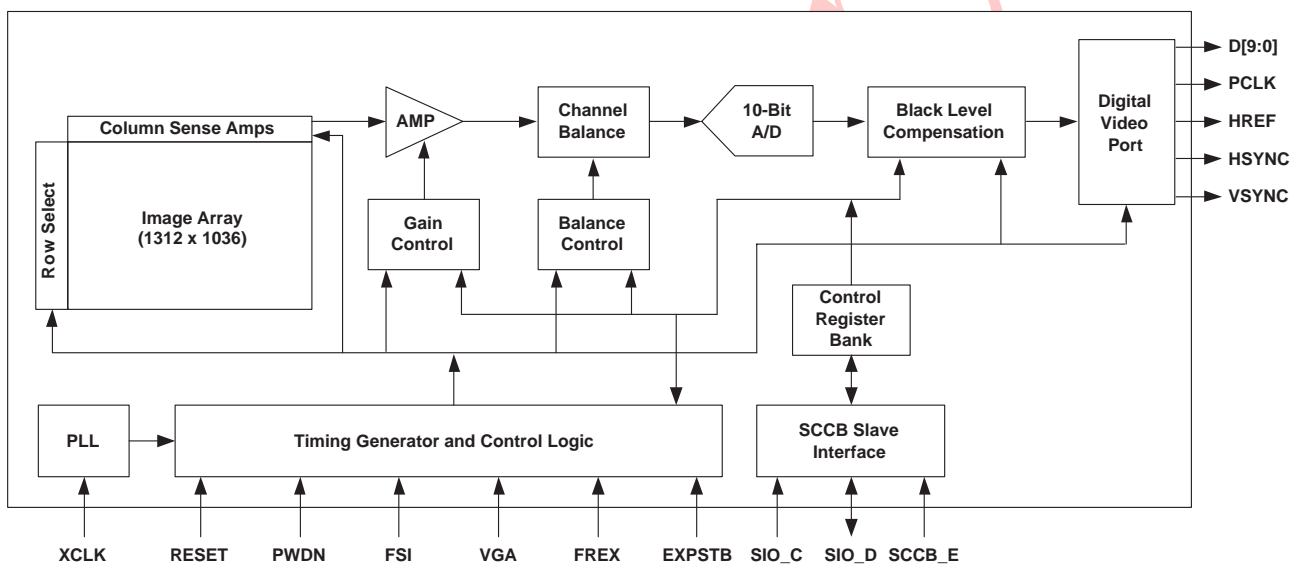 D[9:0]
PCLK
HREF
HSYNC
VSYNC
Digital
Video
Port
Column Sense Amps
Row Select
Image Array
(1312 x 1036)
AMP
Channel
Balance
10-Bit
A/D
Black Level
Compensation
Gain
Control
Balance
Control
Control
Register
Bank
PLL
Timing Generator and Control Logic
SCCB Slave
Interface
XCLK
RESET
PWDN
FSI
VGA
FREX
EXPSTB
SIO_C
SIO_D
SCCB_E